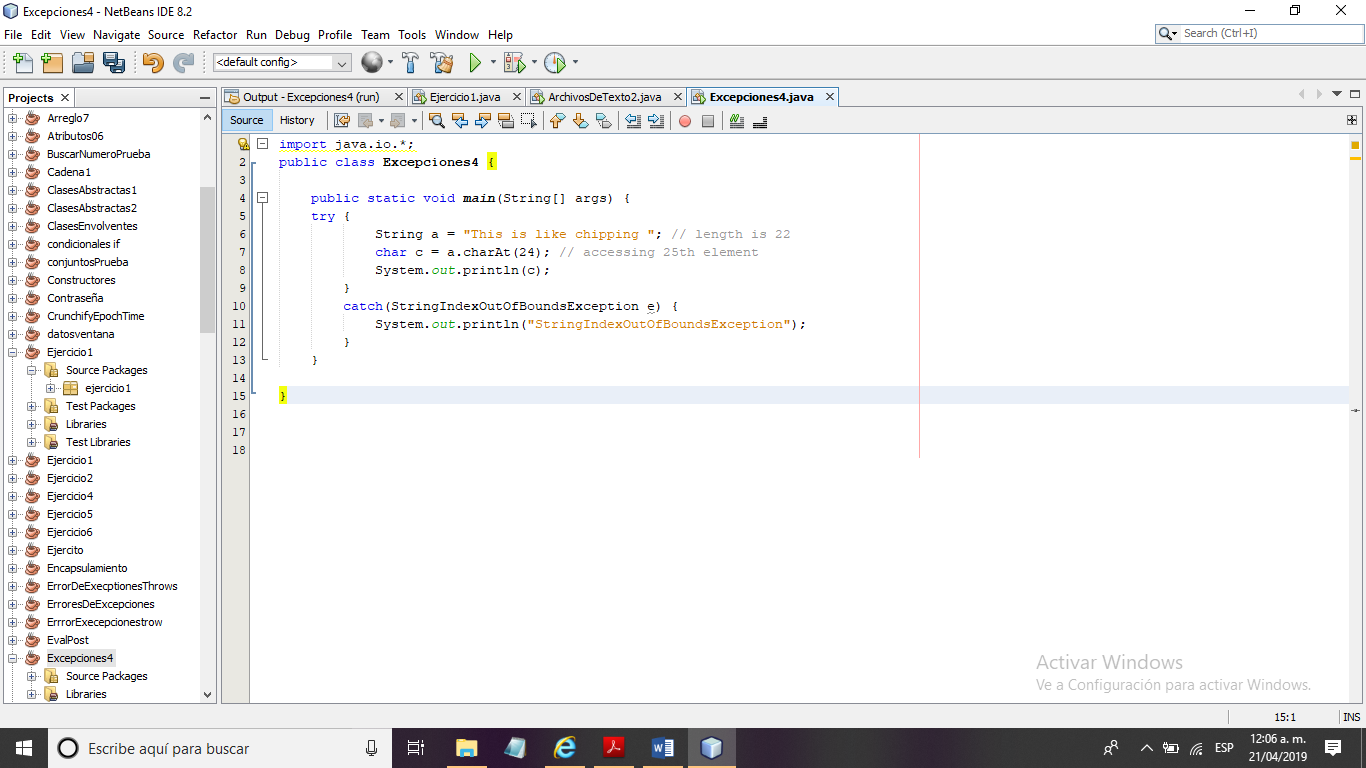 Excepciones4 - NetBeans IDE 8.2
File Edit View Navigate Source Refactor Run Debug Profile Team Tools Window Help
Search (Ctrl+I)
<default config>
Projects
Output - Excepciones4 (run)
Ejercicio1.java
ArchivosDeTexto2.java
Excepciones4.java
Source
History
Arreglo7
Atributos06
BuscarNumeroPrueba
Cadena1
ClasesAbstractas1
ClasesAbstractas2
ClasesEnvolventes
condicionales if
conjuntosPrueba
Constructores
Contraseña
CrunchifyEpochTime
datosventana
Ejercicio1
Source Packages
ejercicio1
Test Packages
Libraries
Test Libraries
Ejercicio1
Ejercicio2
Ejercicio4
Ejercicio5
Ejercicio6
Ejercito
Encapsulamiento
ErrorDeExecptionesThrows
ErroresDeExcepciones
ErrrorExecepcionestrow
EvalPost
Excepciones4
Source Packages
Libraries
import java.io.*;
2 public class Excepciones4 {
3
4 public static void main(String[] args) {
5 try {
6 String a = "This is like chipping "; // length is 22
7 char c = a.charAt(24); // accessing 25th element
8 System.out.println(c);
9 }
10 catch(StringIndexOutOfBoundsException e) {
11 System.out.println("StringIndexOutOfBoundsException");
12 }
13 }
14
15 }
16
17
18
Activar Windows
Ve a Configuración para activar Windows.
15:1 INS
Escribe aquí para buscar
ESP
12:06 a. m.
21/04/2019